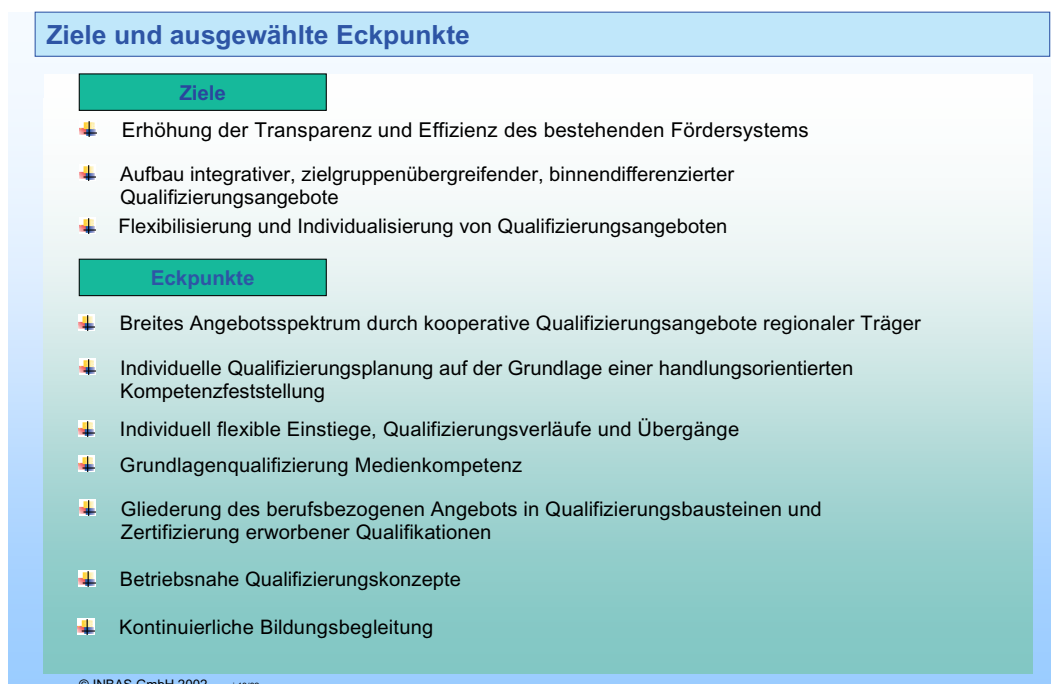 Ziele und ausgewählte Eckpunkte
Ziele
Erhöhung der Transparenz und Effizienz des bestehenden Fördersystems
Aufbau integrativer, zielgruppenübergreifender, binnendifferenzierter
Qualifizierungsangebote
Flexibilisierung und Individualisierung von Qualifizierungsangeboten
Eckpunkte
Breites Angebotsspektrum durch kooperative Qualifizierungsangebote regionaler Träger
Individuelle Qualifizierungsplanung auf der Grundlage einer handlungsorientierten
Kompetenzfeststellung
Individuell flexible Einstiege, Qualifizierungsverläufe und Übergänge
Grundlagenqualifizierung Medienkompetenz
Gliederung des berufsbezogenen Angebots in Qualifizierungsbausteinen und
Zertifizierung erworbener Qualifikationen
Betriebsnahe Qualifizierungskonzepte
Kontinuierliche Bildungsbegleitung
© INBAS GmbH 2002